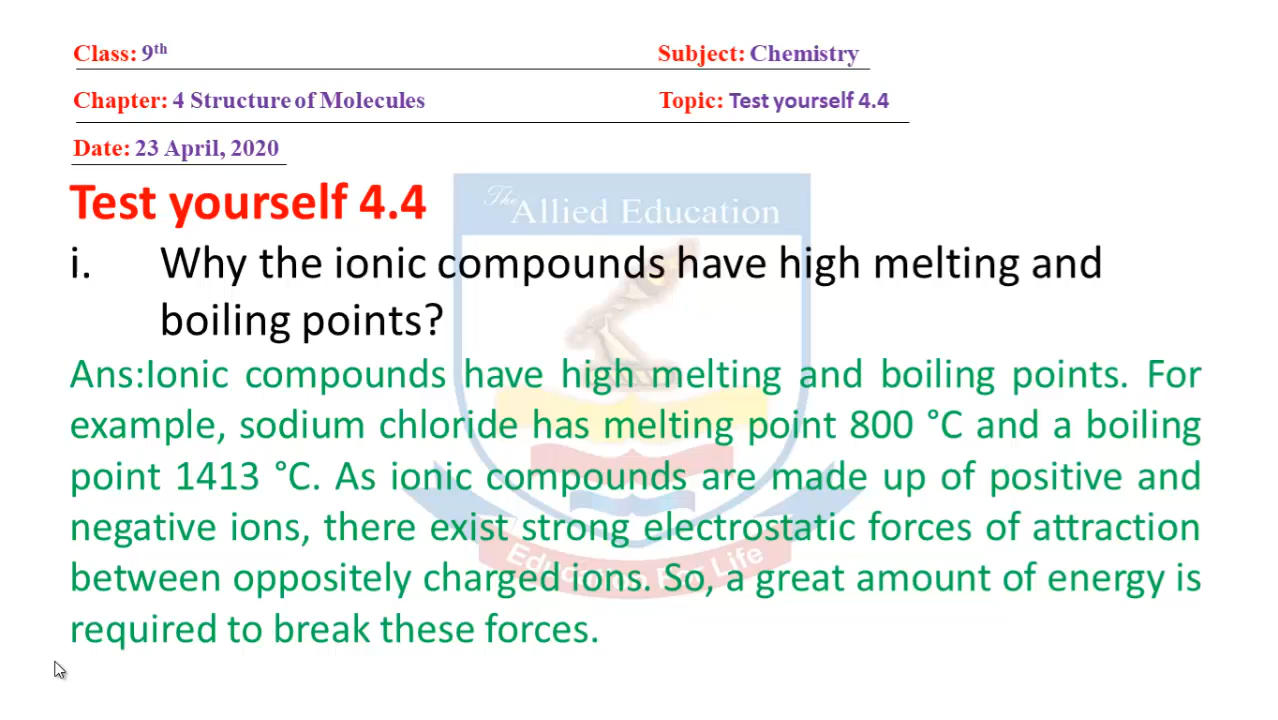 Class: 9th Subject: Chemistry
Chapter: 4 Structure of Molecules Topic: Test yourself 4.4
Date: 23 April, 2020
The Allied Education
Test yourself 4.4
i. Why the ionic compounds have high melting and
boiling points?
Ans:Ionic compounds have high melting and boiling points. For
example, sodium chloride has melting point 800 °C and a boiling
point 1413 °C. As ionic compounds are made up of positive and
negative ions, there exist strong electrostatic forces of attraction
between oppositely charged ions. So, a great amount of energy is
required to break these forces.
Education For Life